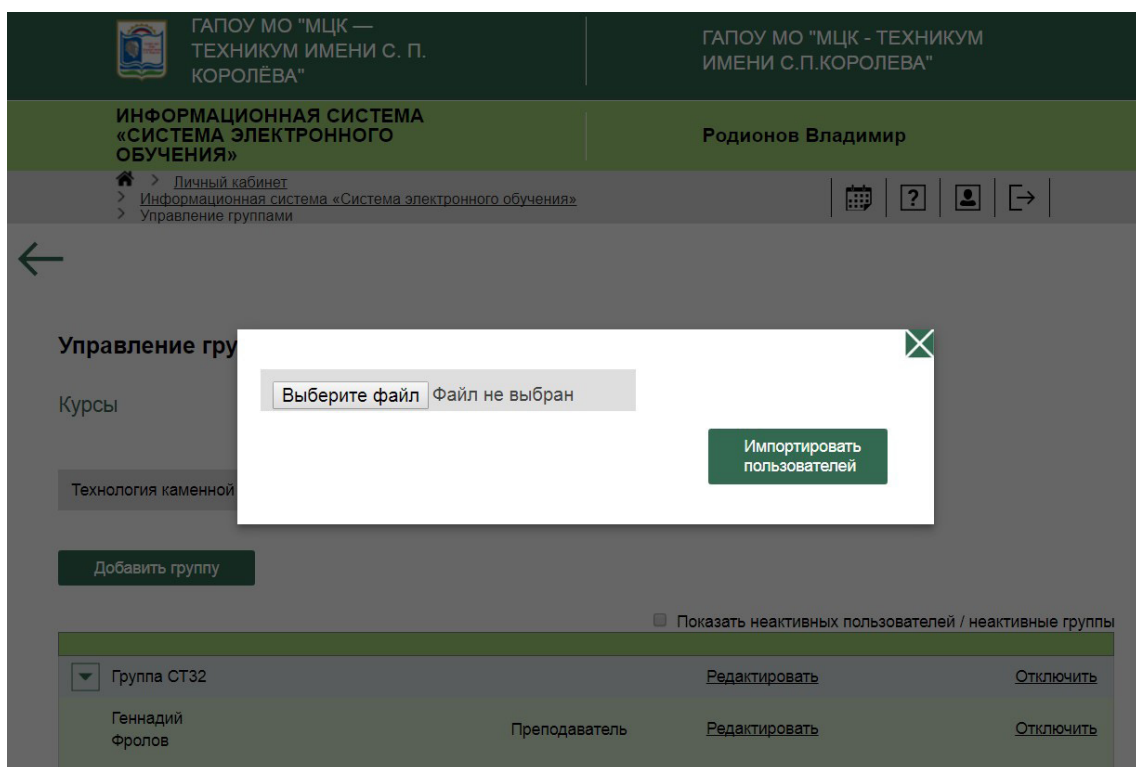 ГАПОУ МО "МЦК —
ТЕХНИКУМ ИМЕНИ С. П.
КОРОЛЁВА"
ГАПОУ МО "МЦК - ТЕХНИКУМ
ИМЕНИ С.П.КОРОЛЕВА"
ИНФОРМАЦИОННАЯ СИСТЕМА
«СИСТЕМА ЭЛЕКТРОННОГО
ОБУЧЕНИЯ»
Родионов Владимир
> Личный кабинет
> Информационная система «Система электронного обучения»
> Управление группами
Управление гру
Курсы
Выберите файл Файл не выбран
Импортировать
пользователей
Технология каменной
Добавить группу
Показать неактивных пользователей / неактивные группы
Группа СТ32 Редактировать Отключить
Геннадий
Фролов
Преподаватель Редактировать Отключить